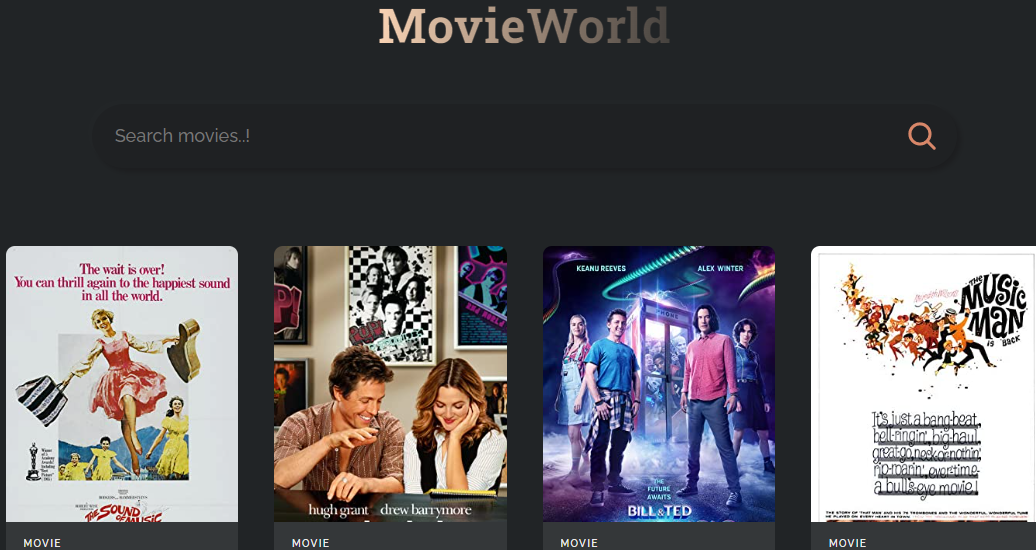 MovieWorld
Search movies..!
The wait is over!
You can thrill again to the happiest sound
in all the world.
THE SOUND
OF MUSIC
MOVIE
hugh grant drew barrymore
MOVIE
KEANU REEVES ALEX WINTER
PHONE
THE
FUTURE
AWAITS
BILL & TED
MOVIE
THE
MUSIC
MAN
IS BACK
It's just a bang-beat,
bell-ringin', big-haul,
great-go, neck-or-nothin',
rip-roarin', every-time-
a bull's-eye movie!
MOVIE